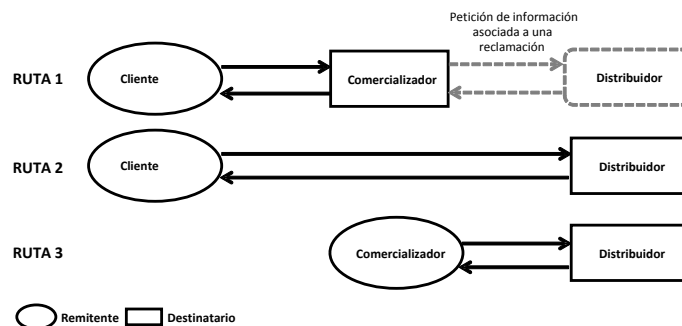 Petición de información
asociada a una
reclamación
RUTA 1
Cliente
Comercializador
Distribuidor
RUTA 2
Cliente
Distribuidor
RUTA 3
Comercializador
Distribuidor
Remitente
Destinatario